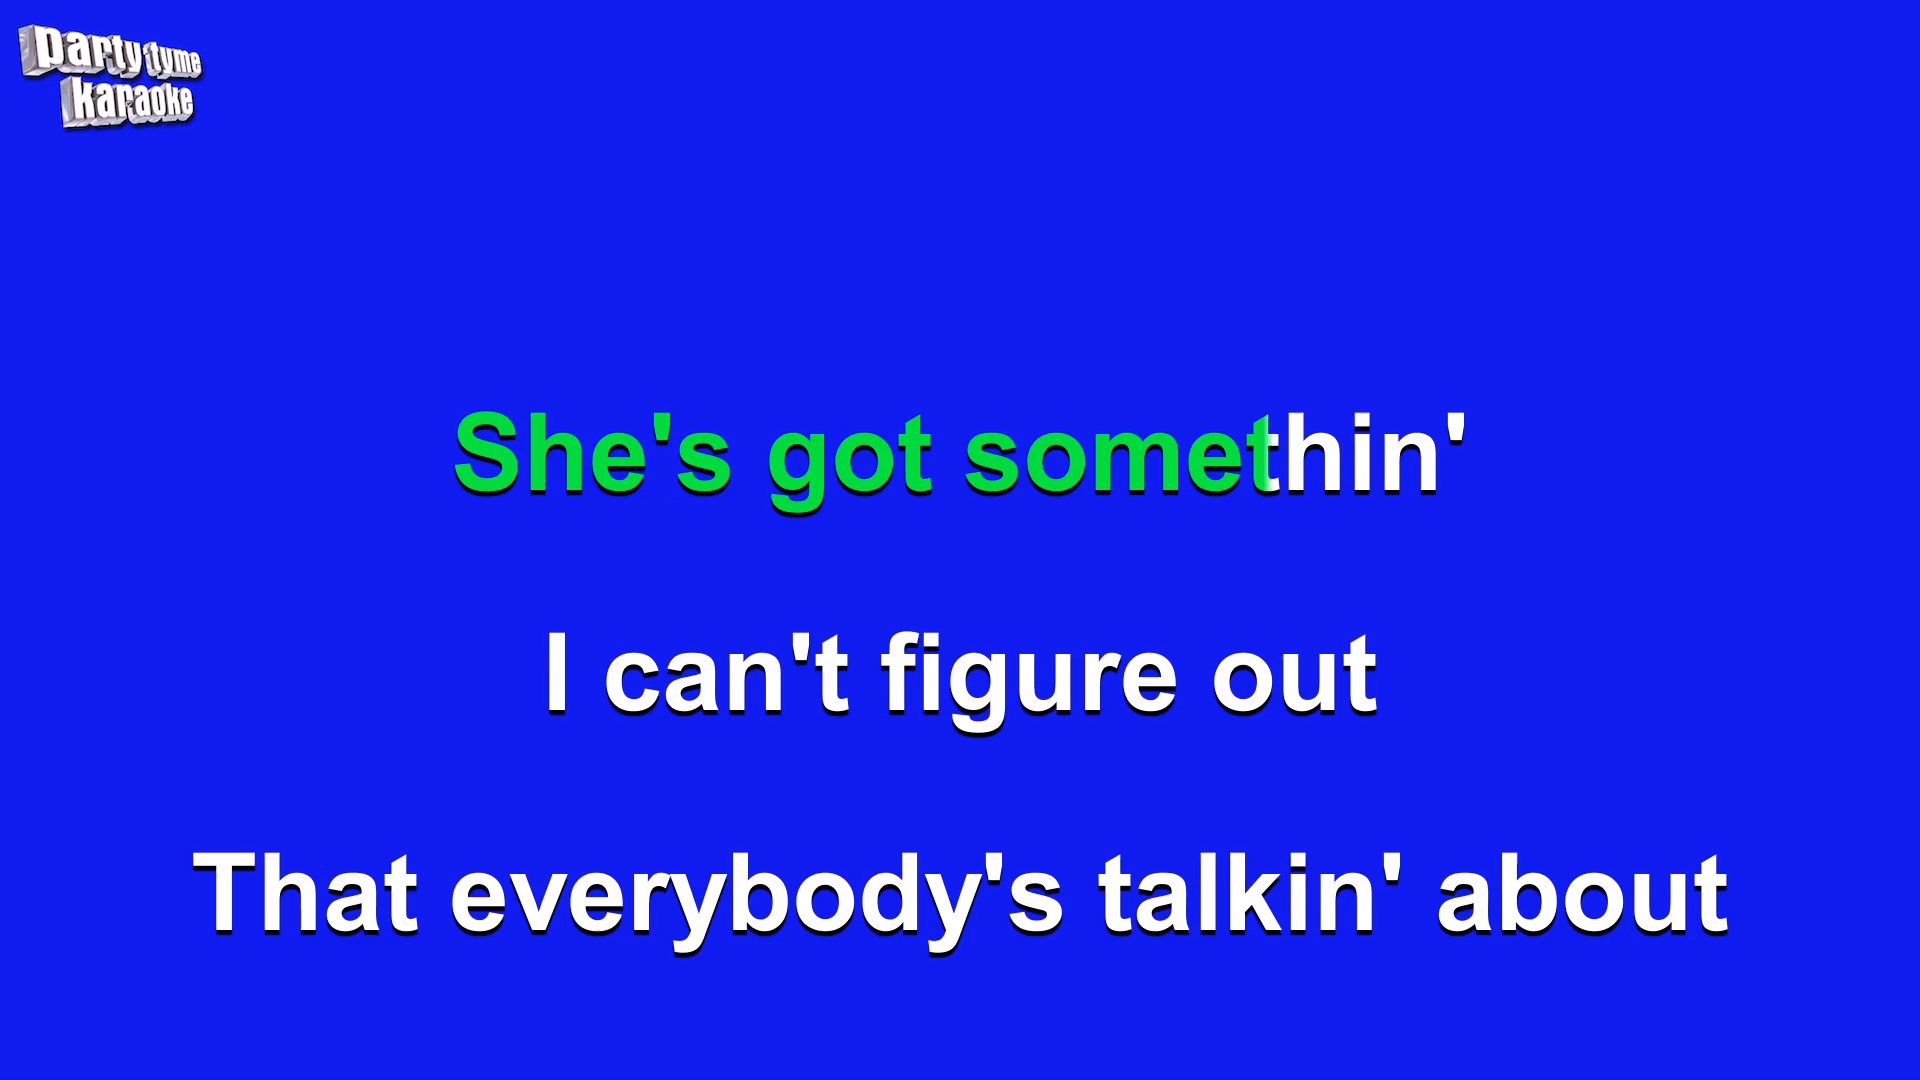 party tyme
karaoke
She's got somethin'
I can't figure out
That everybody's talkin' about